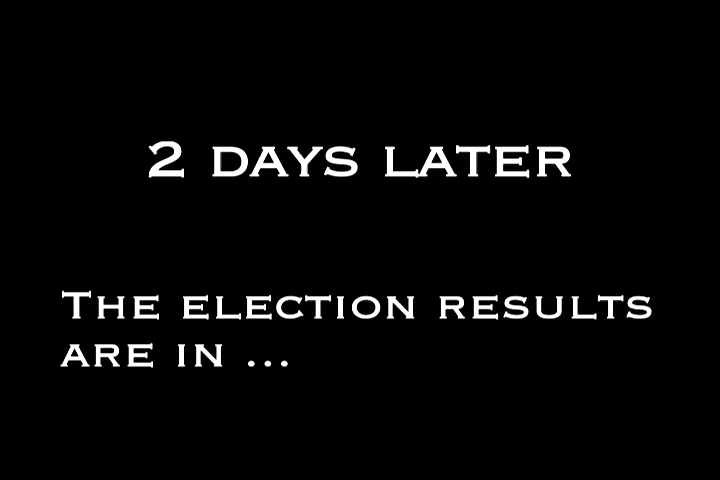 2 DAYS LATER
THE ELECTION RESULTS
ARE IN ...